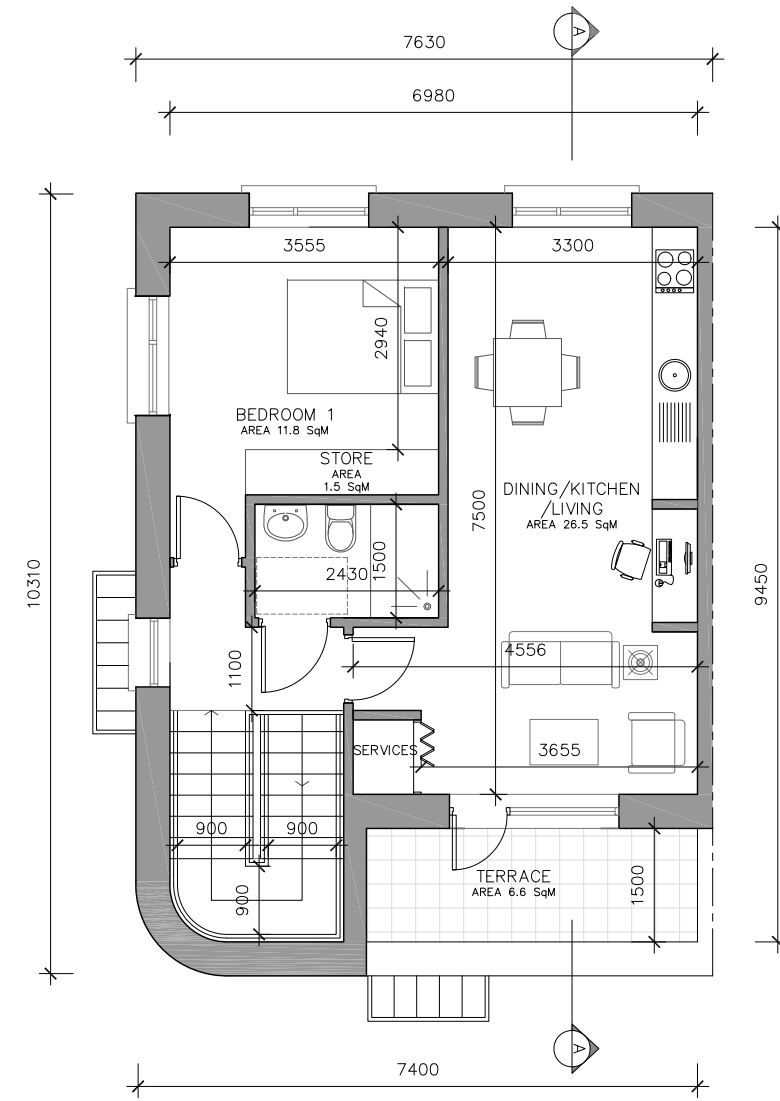 A
7630
6980
3555
3300
2940
BEDROOM 1
AREA 11.8 SqM
STORE
AREA
1.5 SqM
DINING/KITCHEN
/LIVING
AREA 26.5 SqM
7500
1500
2430
10310
9450
4556
1100
SERVICES
3655
900
900
900
TERRACE
AREA 6.6 SqM
1500
A
7400